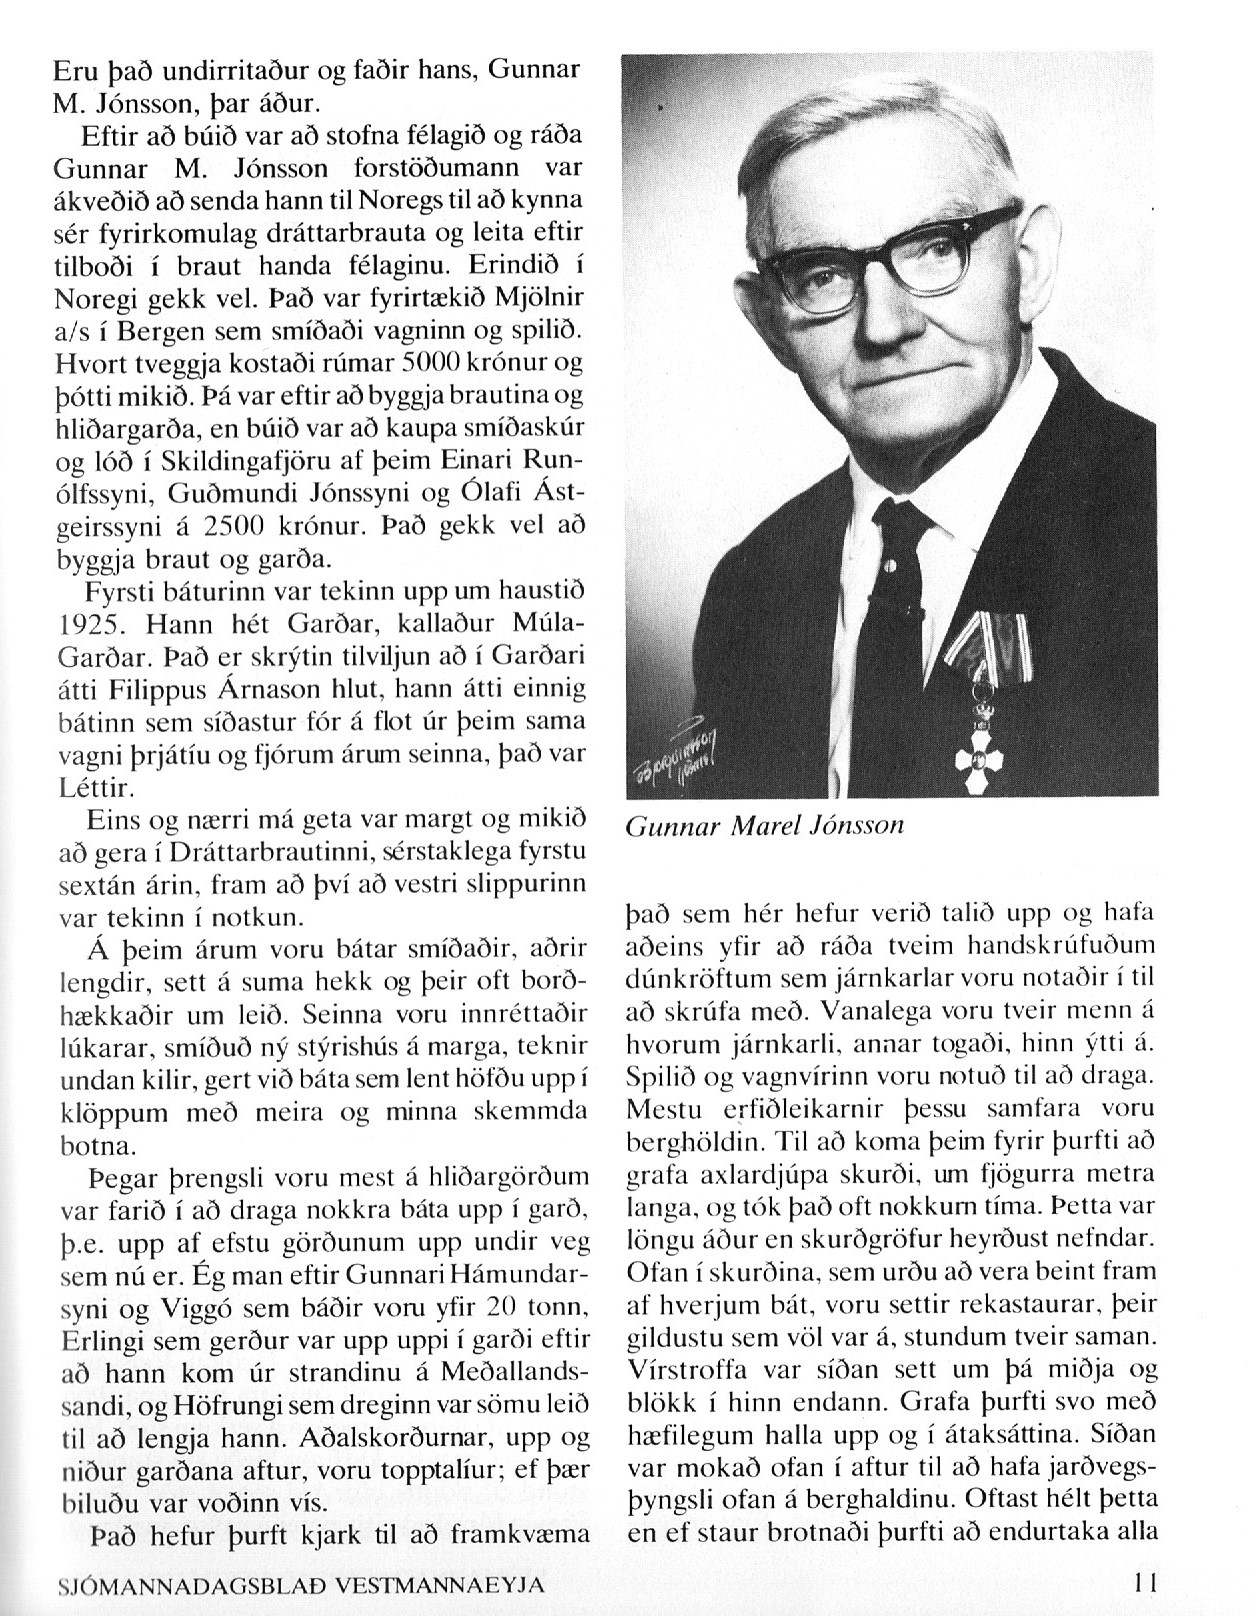 Eru það undirritaður og faðir hans, Gunnar
M. Jónsson, þar áður.
Eftir að búið var að stofna félagið og ráða
Gunnar M. Jónsson forstöðumann var
ákveðið að senda hann til Noregs til að kynna
sér fyrirkomulag dráttarbrauta og leita eftir
tilboði í braut handa félaginu. Erindið í
Noregi gekk vel. Það var fyrirtækið Mjölnir
a/s í Bergen sem smíðaði vagninn og spilið.
Hvort tveggja kostaði rúmar 5000 krónur og
þótti mikið. Þá var eftir að byggja brautina og
hliðargarða, en búið var að kaupa smíðaskúr
og lóð í Skildingafjöru af þeim Einari Run-
ólfssyni, Guðmundi Jónssyni og Ólafi Ást-
geirssyni á 2500 krónur. Það gekk vel að
byggja braut og garða.
Fyrsti báturinn var tekinn upp um haustið
1925. Hann hét Garðar, kallaður Múla-
Garðar. Það er skrýtin tilviljun að í Garðari
átti Filippus Árnason hlut, hann átti einnig
bátinn sem síðastur fór á flot úr þeim sama
vagni þrjátíu og fjórum árum seinna, það var
Léttir.
Eins og nærri má geta var margt og mikið
að gera í Dráttarbrautinni, sérstaklega fyrstu
sextán árin, fram að því að vestri slippurinn
var tekinn í notkun.
Á þeim árum voru bátar smíðaðir, aðrir
lengdir, sett á suma hekk og þeir oft borð-
hækkaðir um leið. Seinna voru innréttaðir
lúkarar, smíðuð ný stýrishús á marga, teknir
undan kilir, gert við báta sem lent höfðu upp í
klöppum með meira og minna skemmda
botna.
Þegar þrengsli voru mest á hliðargörðum
var farið í að draga nokkra báta upp í garð,
þ.e. upp af efstu görðunum upp undir veg
sem nú er. Ég man eftir Gunnari Hámundar-
syni og Viggó sem báðir voru yfir 20 tonn,
Erlingi sem gerður var upp uppi í garði eftir
að hann kom úr strandinu á Meðallands-
sandi, og Höfrungi sem dreginn var sömu leið
til að lengja hann. Aðalskorðurnar, upp og
niður garðana aftur, voru topptalíur; ef þær
biluðu var voðinn vís.
Það hefur þurft kjark til að framkvæma
Gunnar Marel Jónsson
það sem hér hefur verið talið upp og hafa
aðeins yfir að ráða tveim handskrúfuðum
dúnkröftum sem járnkarlar voru notaðir í til
að skrúfa með. Vanalega voru tveir menn á
hvorum járnkarli, annar togaði, hinn ýtti á.
Spilið og vagnvírinn voru notuð til að draga.
Mestu erfiðleikarnir þessu samfara voru
berghöldin. Til að koma þeim fyrir þurfti að
grafa axlardjúpa skurði, um fjögurra metra
langa, og tók það oft nokkurn tíma. Þetta var
löngu áður en skurðgröfur heyrðust nefndar.
Ofan í skurðina, sem urðu að vera beint fram
af hverjum bát, voru settir rekastaurar, þeir
gildustu sem völ var á, stundum tveir saman.
Vírstroffa var síðan sett um þá miðja og
blökk í hinn endann. Grafa þurfti svo með
hæfilegum halla upp og í átaksáttina. Síðan
var mokað ofan í aftur til að hafa jarðvegs-
þyngsli ofan á berghaldinu. Oftast hélt þetta
en ef staur brotnaði þurfti að endurtaka alla
SJÓMANNADAGSBLAÐ VESTMANNAEYJA
11